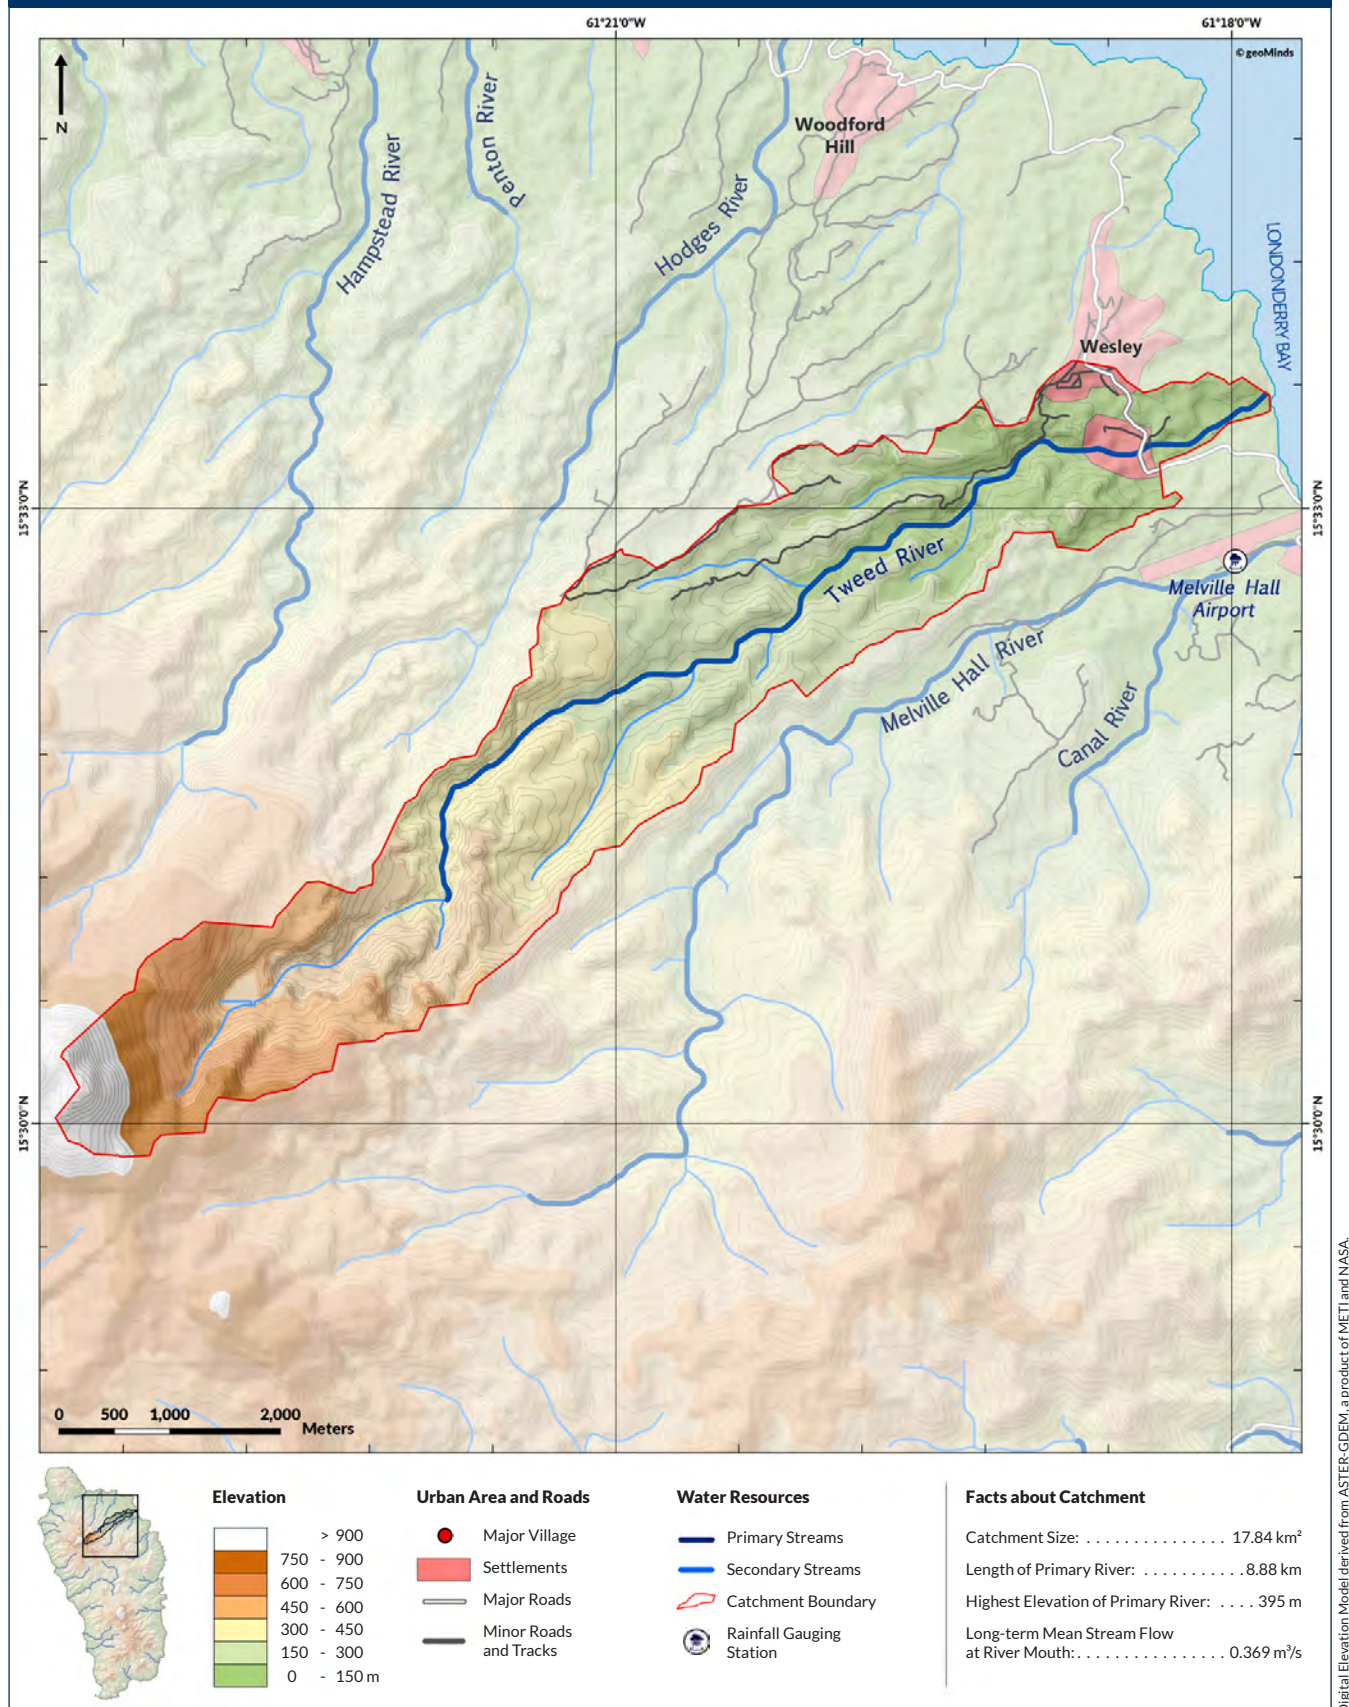 61°21'0"W
61°18'0"W
© geoMinds
N
Woodford
Hill
Hampstead River
Penton River
Hodges River
LONDONDERRY BAY
Wesley
15°33'0"N
15°33'0"N
Tweed River
Melville Hall
Airport
Melville Hall River
Canal River
15°30'0"N
15°30'0"N
0 500 1,000 2,000
Meters
Elevation
> 900
750 - 900
600 - 750
450 - 600
300 - 450
150 - 300
0 - 150 m
Urban Area and Roads
Major Village
Settlements
Major Roads
Minor Roads
and Tracks
Water Resources
Primary Streams
Secondary Streams
Catchment Boundary
Rainfall Gauging
Station
Facts about Catchment
Catchment Size: . . . . . . . . . . . . . . . 17.84 km²
Length of Primary River: . . . . . . . . . . . 8.88 km
Highest Elevation of Primary River: . . . . 395 m
Long-term Mean Stream Flow
at River Mouth: . . . . . . . . . . . . . . . . 0.369 m³/s
Digital Elevation Model derived from ASTER-GDEM, a product of METI and NASA.